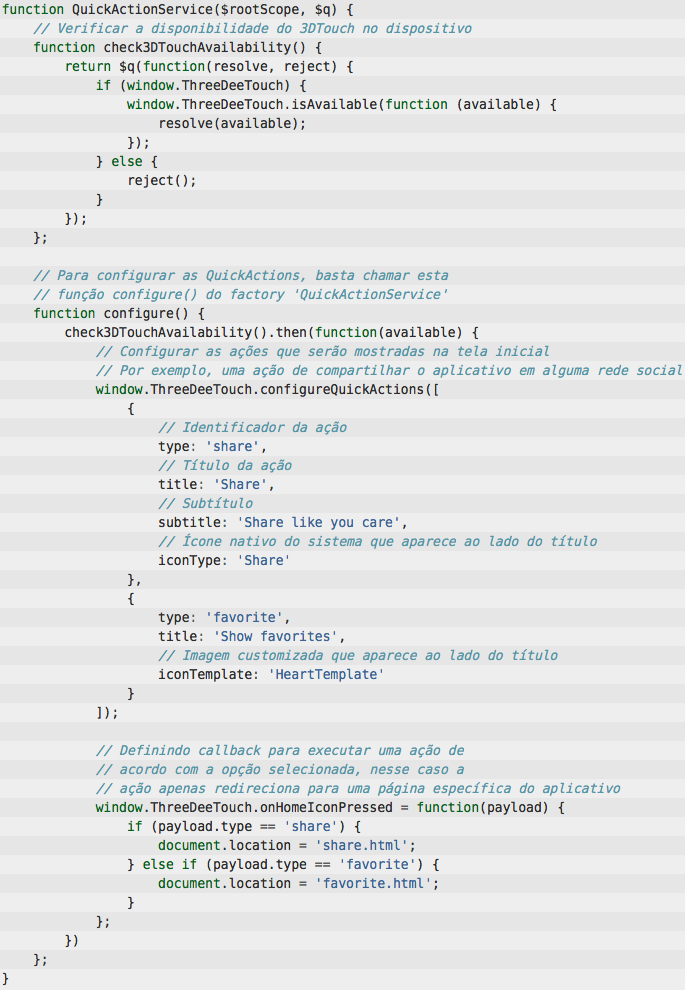 function QuickActionService($rootScope, $q) {
    // Verificar a disponibilidade do 3DTouch no dispositivo
    function check3DTouchAvailability() {
        return $q(function(resolve, reject) {
            if (window.ThreeDeeTouch) {
                window.ThreeDeeTouch.isAvailable(function (available) {
                    resolve(available);
                });
            } else {
                reject();
            }
        });
    };

    // Para configurar as QuickActions, basta chamar esta
    // função configure() do factory 'QuickActionService'
    function configure() {
        check3DTouchAvailability().then(function(available) {
            // Configurar as ações que serão mostradas na tela inicial
            // Por exemplo, uma ação de compartilhar o aplicativo em alguma rede social
            window.ThreeDeeTouch.configureQuickActions([
                {
                    // Identificador da ação
                    type: 'share',
                    // Título da ação
                    title: 'Share',
                    // Subtítulo
                    subtitle: 'Share like you care',
                    // Ícone nativo do sistema que aparece ao lado do título
                    iconType: 'Share'
                },
                {
                    type: 'favorite',
                    title: 'Show favorites',
                    // Imagem customizada que aparece ao lado do título
                    iconTemplate: 'HeartTemplate'
                }
            ]);

            // Definindo callback para executar uma ação de
            // acordo com a opção selecionada, nesse caso a
            // ação apenas redireciona para uma página específica do aplicativo
            window.ThreeDeeTouch.onHomeIconPressed = function(payload) {
                if (payload.type == 'share') {
                    document.location = 'share.html';
                } else if (payload.type == 'favorite') {
                    document.location = 'favorite.html';
                }
            };
        })
    };
}